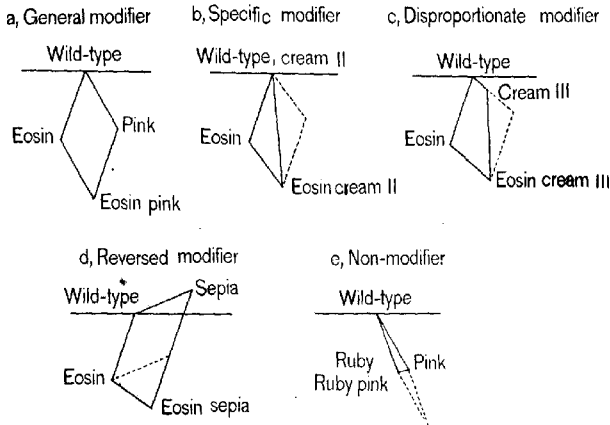 a, General modifier
Wild-type
Eosin
Pink
Eosin pink
b, Specific modifier
Wild-type, cream II
Eosin
Eosin cream II
c, Disproportionate modifier
Wild-type
Cream III
Eosin
Eosin cream III
d, Reversed modifier
Wild-type
Sepia
Eosin
Eosin sepia
e, Non-modifier
Wild-type
Ruby
Pink
Ruby pink